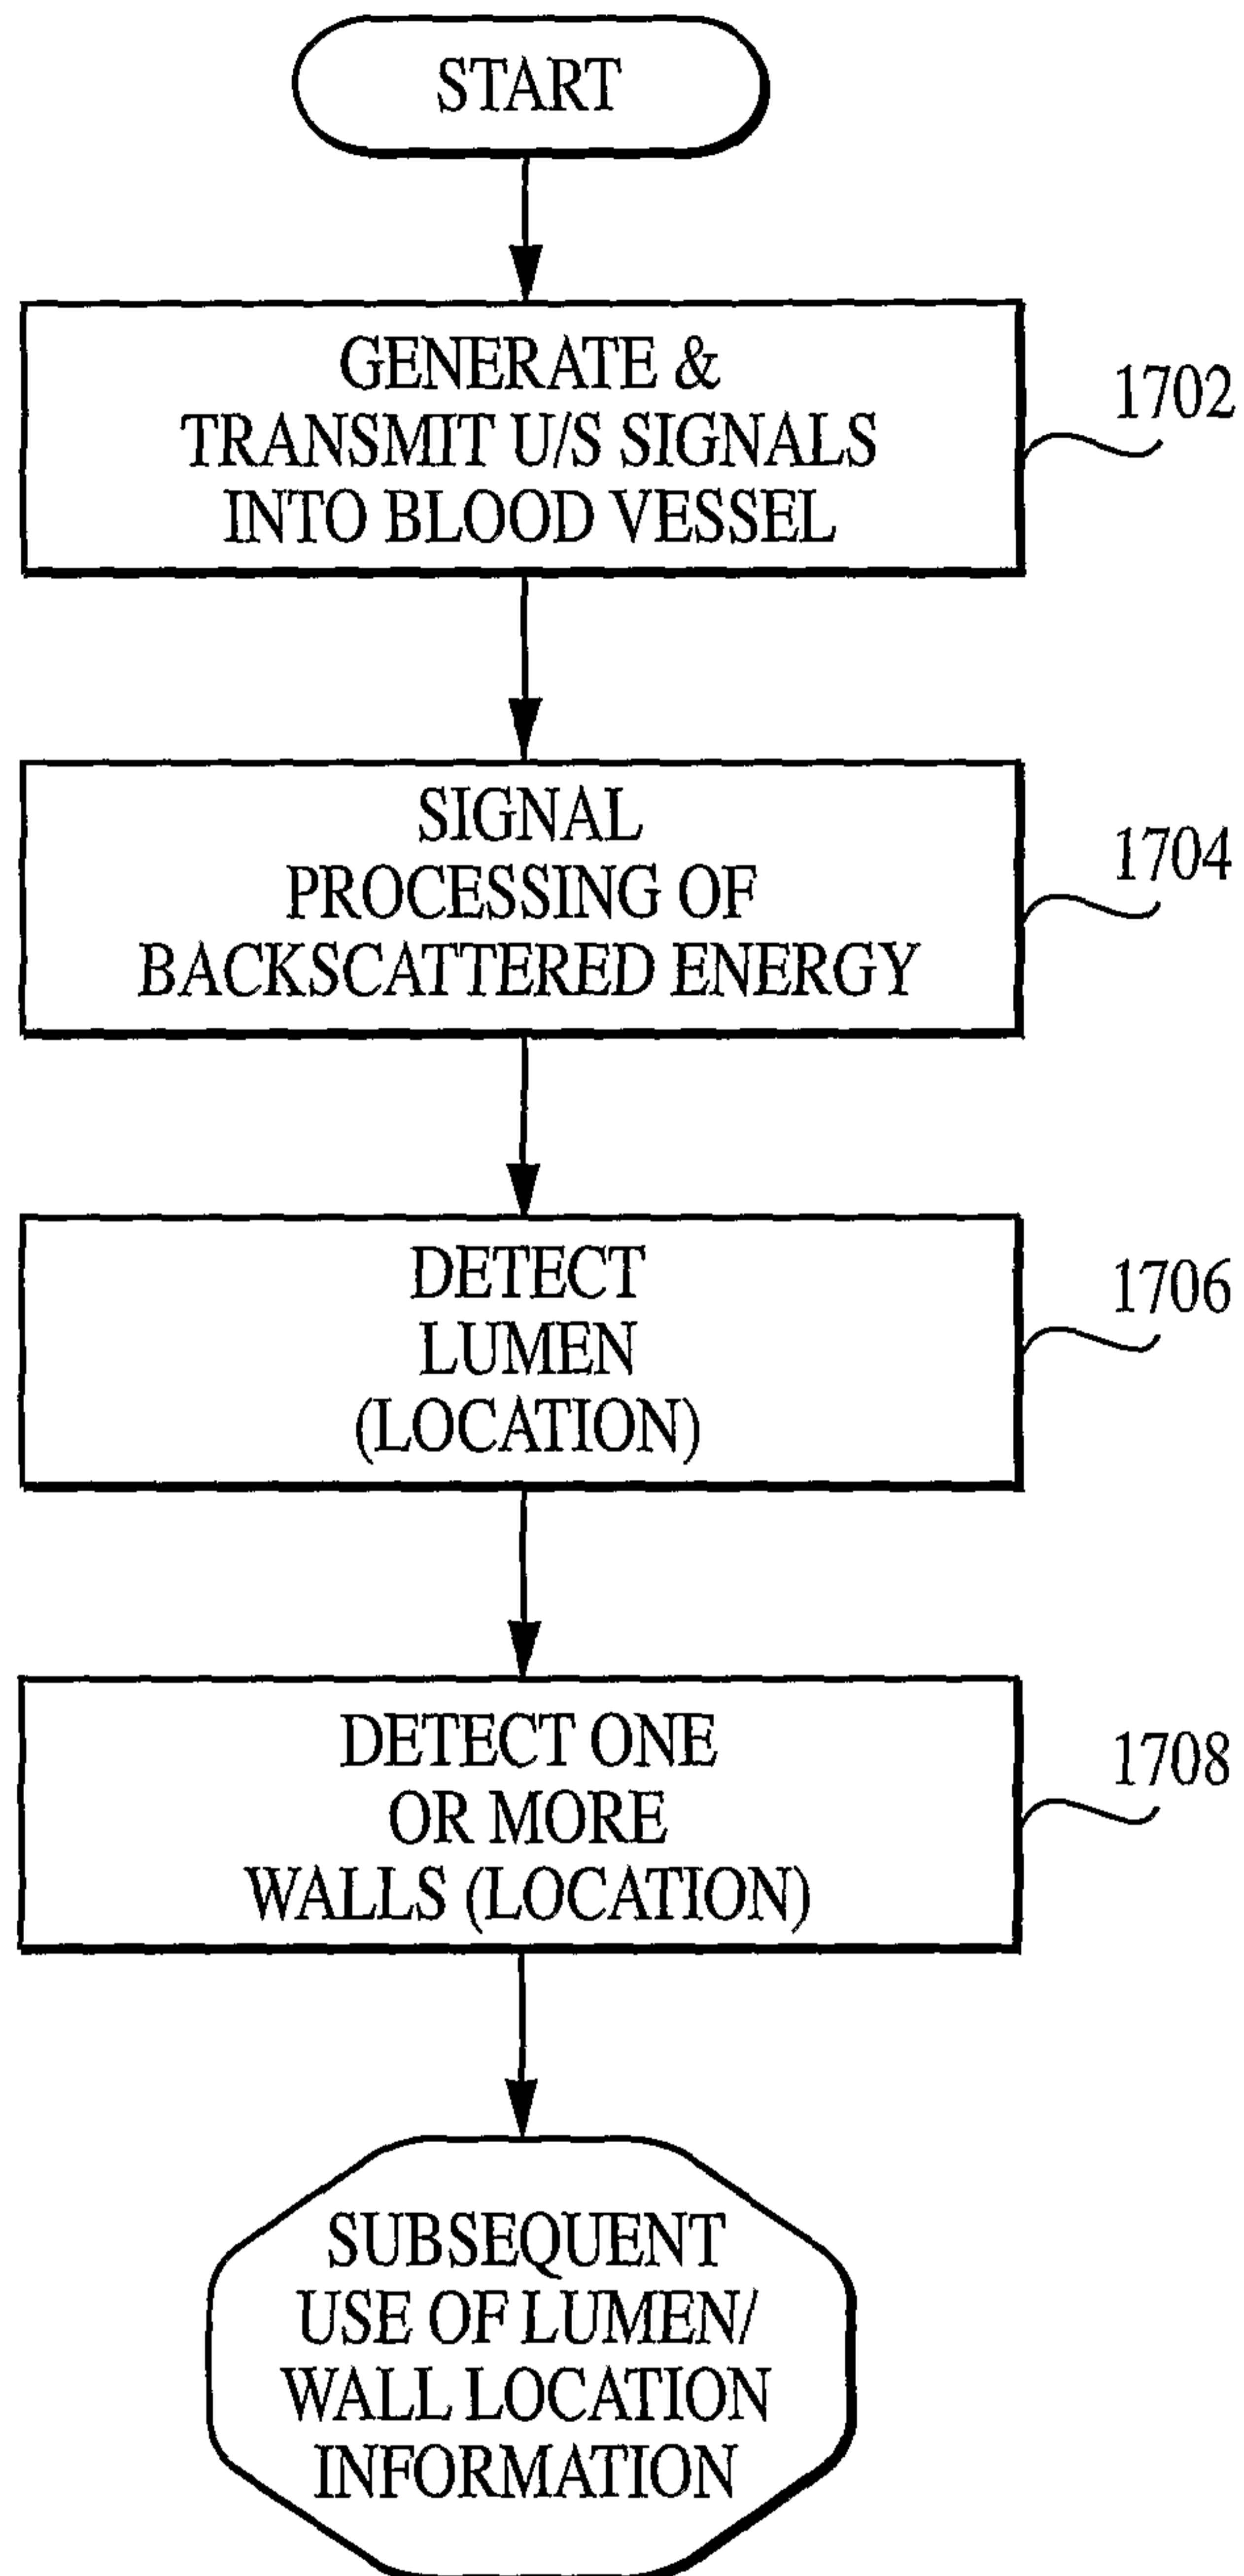 START
GENERATE &
TRANSMIT U/S SIGNALS
INTO BLOOD VESSEL
1702
SIGNAL
PROCESSING OF
BACKSCATTERED ENERGY
1704
DETECT
LUMEN
(LOCATION)
1706
DETECT ONE
OR MORE
WALLS (LOCATION)
1708
SUBSEQUENT
USE OF LUMEN/
WALL LOCATION
INFORMATION